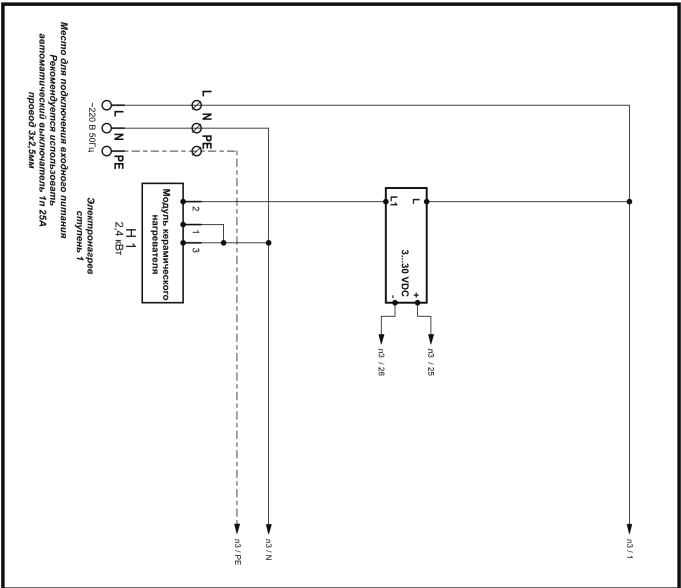 л3 / 1
л3 / 25
L
+
3...30 VDC
L1
-
л3 / 28
л3 / N
л3 / PE
L N PE
2 1 3
Модуль керамического
нагревателя
H 1
2,4 кВт
L N PE
~220 В 50Гц
Электронагрев
ступень 1
Место для подключения входного питания
Рекомендуется использовать
автоматический выключатель 1п 25А
провод 3х2,5мм